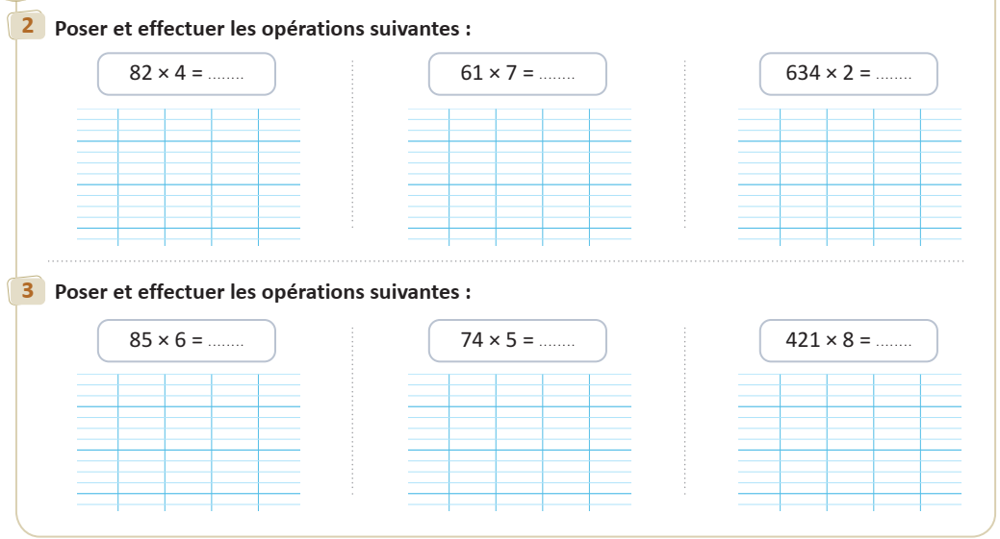 2 Poser et effectuer les opérations suivantes :
82 × 4 = ........
61 × 7 = ........
634 × 2 = ........
3 Poser et effectuer les opérations suivantes :
85 × 6 = ........
74 × 5 = ........
421 × 8 = ........